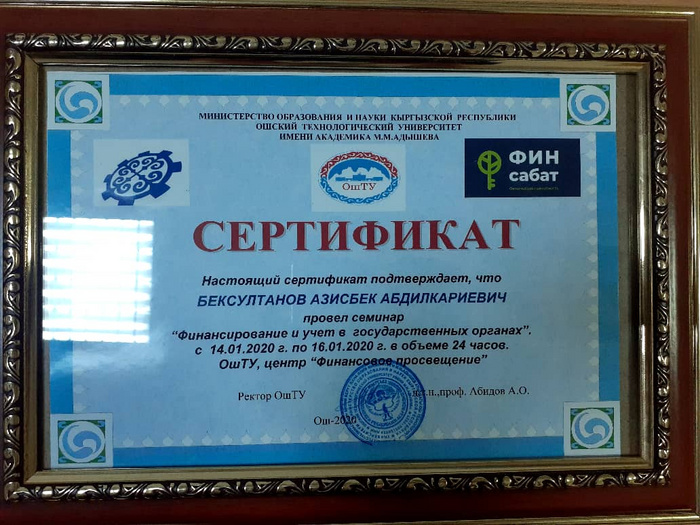 МИНИСТЕРСТВО ОБРАЗОВАНИЯ И НАУКИ КЫРГЫЗСКОЙ РЕСПУБЛИКИ
ОШСКИЙ ТЕХНОЛОГИЧЕСКИЙ УНИВЕРСИТЕТ
ИМЕНИ АКАДЕМИКА М.М.АДЫШЕВА
ОшТУ
ФИН
сабат
СЕРТИФИКАТ
Настоящий сертификат подтверждает, что
БЕКСУЛТАНОВ АЗИСБЕК АБДИЛКАРИЕВИЧ
провел семинар
“Финансирование и учет в государственных органах”.
с 14.01.2020 г. по 16.01.2020 г. в объеме 24 часов.
ОшТУ, центр “Финансовое просвещение”
Ректор ОшТУ проф. Абидов А.О.
Ош-2020